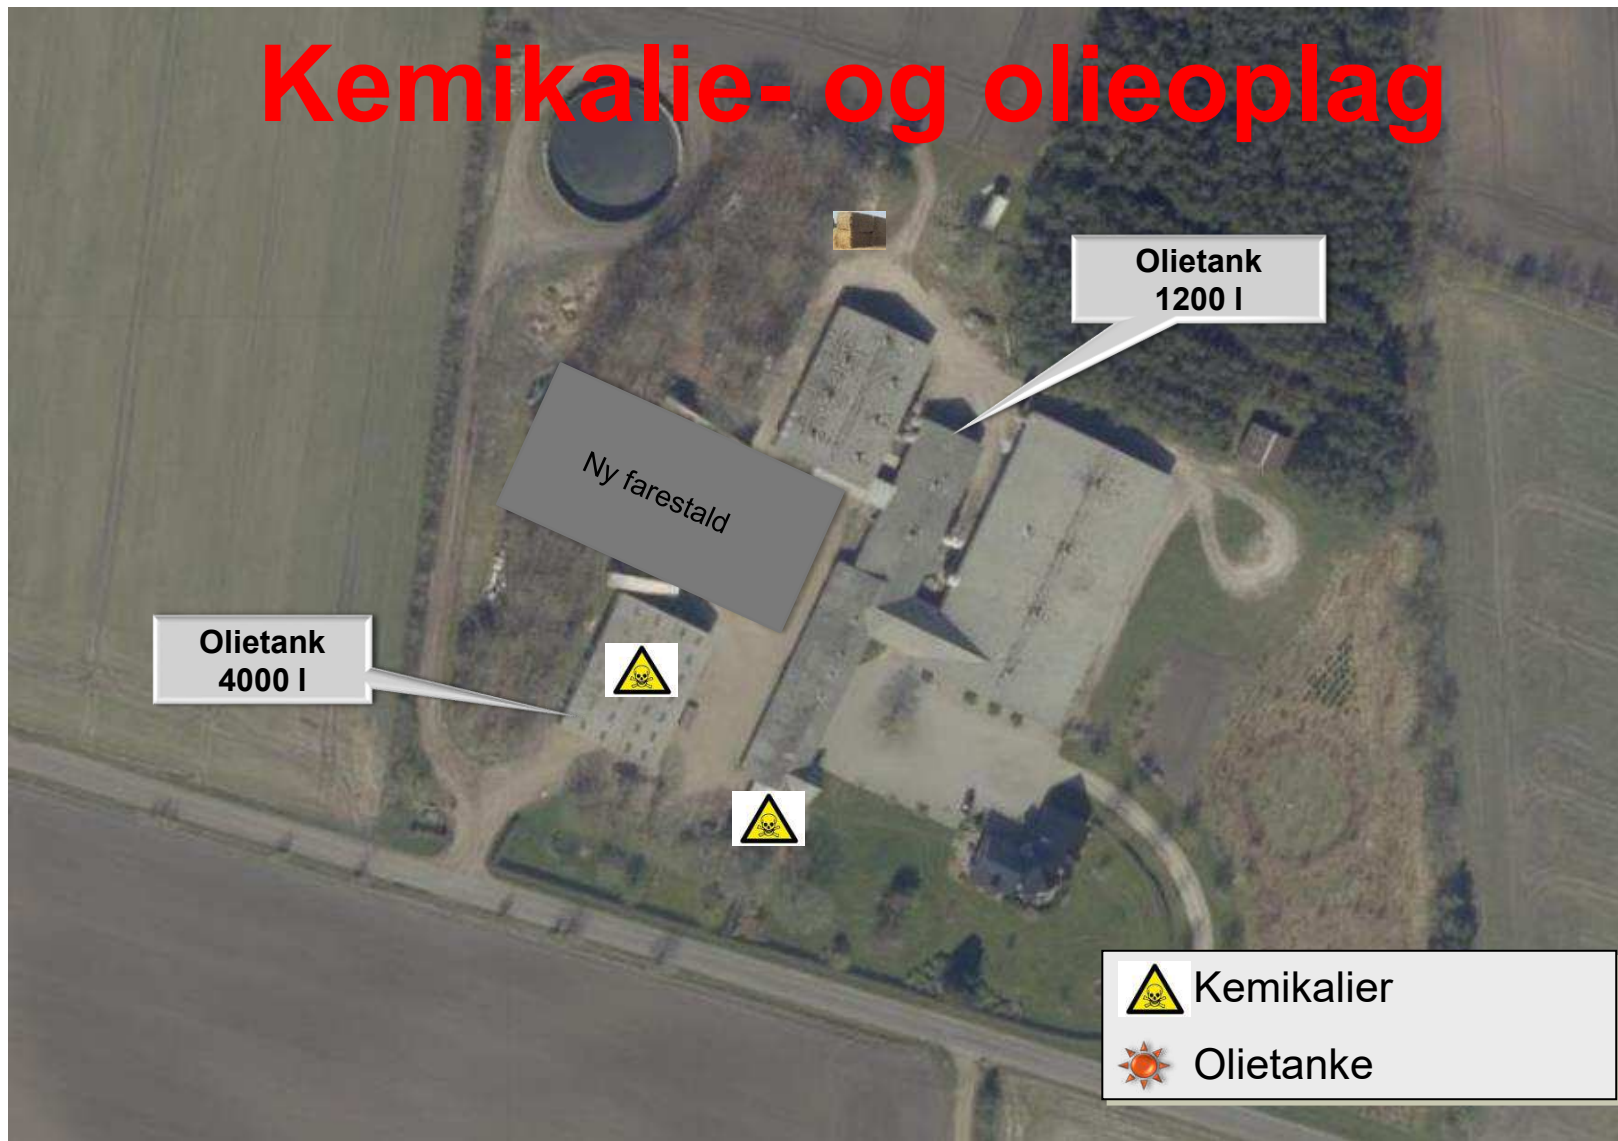 Kemikalie- og olieoplag
Olietank
1200 l
Ny farestald
Olietank
4000 l
Kemikalier
Olietanke